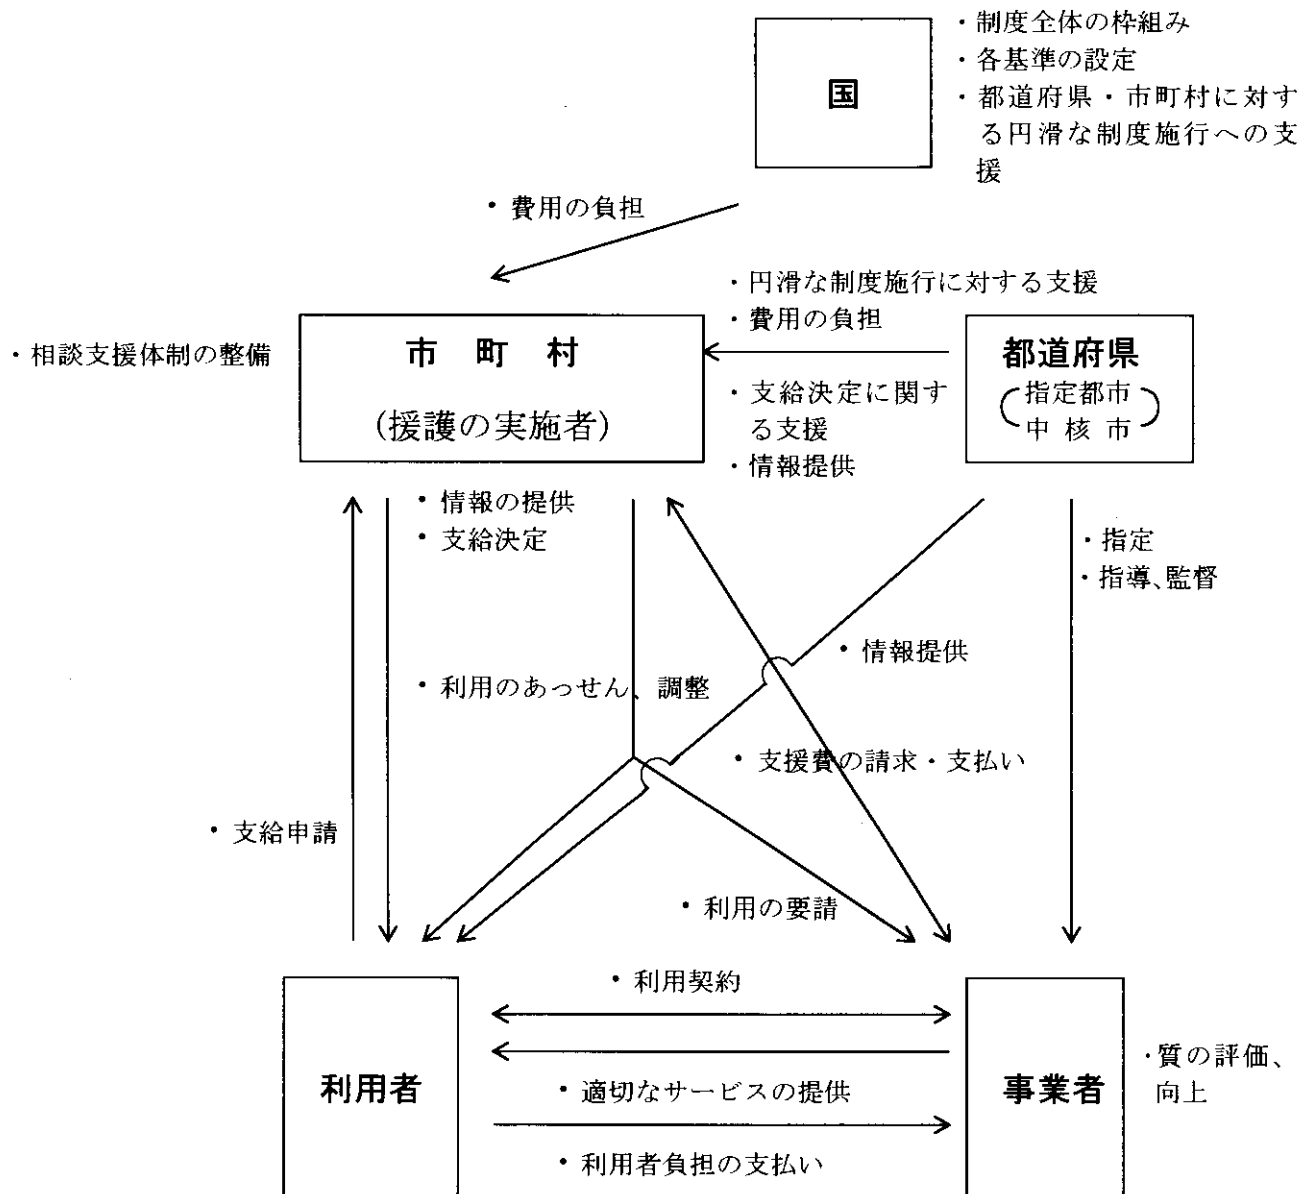 国
・制度全体の枠組み
・各基準の設定
・都道府県・市町村に対す
る円滑な制度施行への支
援
・費用の負担
・円滑な制度施行に対する支援
・費用の負担
・相談支援体制の整備
市町村
(援護の実施者)
都道府県
指定都市
中核市
・支給決定に関す
る支援
・情報提供
・情報の提供
・支給決定
・指定
・指導、監督
・情報提供
・利用のあっせん、調整
・支援費の請求・支払い
・支給申請
・利用の要請
・利用契約
利用者
・適切なサービスの提供
事業者
・質の評価、
向上
・利用者負担の支払い